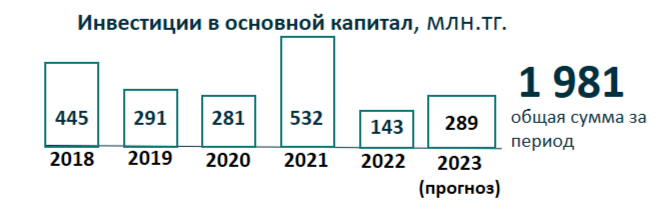 Инвестиции в основной капитал, млн.тг.
445 291 281 532 143 289
2018 2019 2020 2021 2022 2023
(прогноз)
1 981
общая сумма за
период